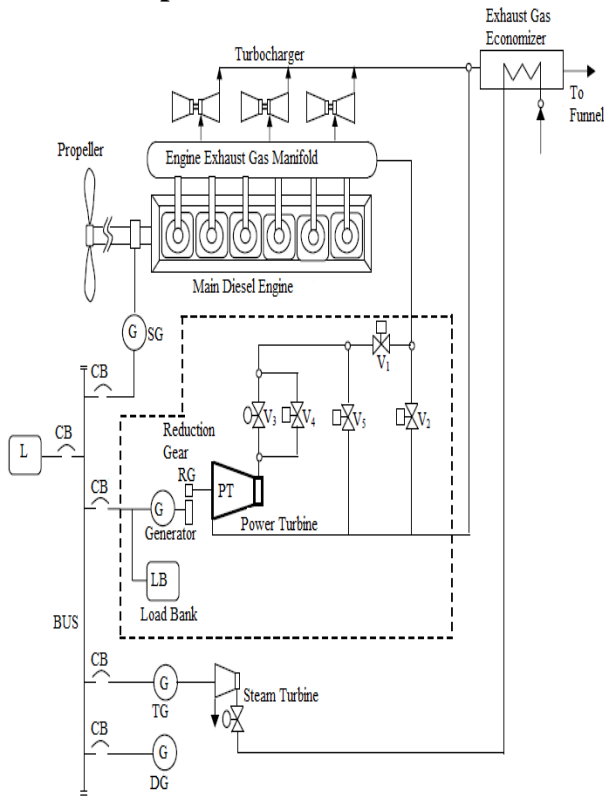 Exhaust Gas
Economizer
Turbocharger
To
Funnel
Propeller
Engine Exhaust Gas Manifold
Main Diesel Engine
G
SG
CB
V1
CB
L
Reduction
Gear
V3
V4
V5
V2
CB
RG
PT
G
Generator
Power Turbine
LB
Load Bank
BUS
CB
G
TG
Steam Turbine
CB
G
DG